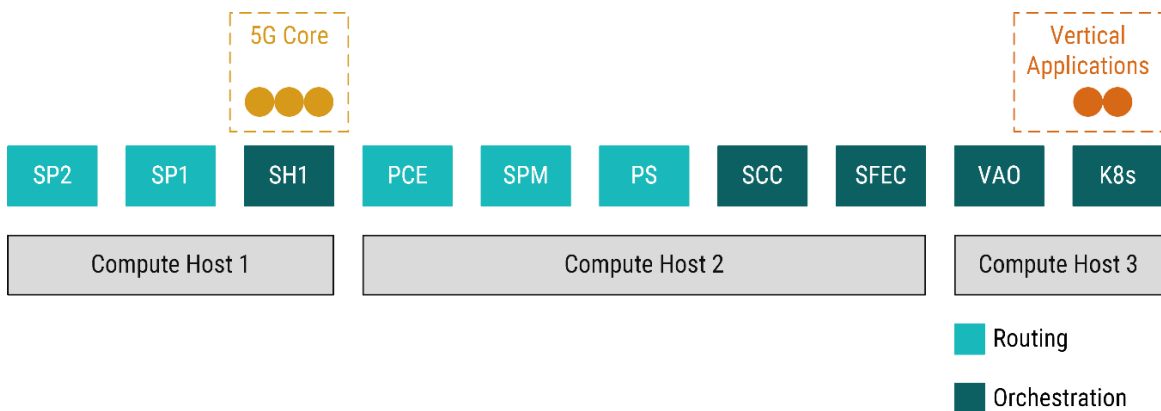 5G Core
Vertical
Applications
SP2
SP1
SH1
PCE
SPM
PS
SCC
SFEC
VAO
K8s
Compute Host 1
Compute Host 2
Compute Host 3
Routing
Orchestration